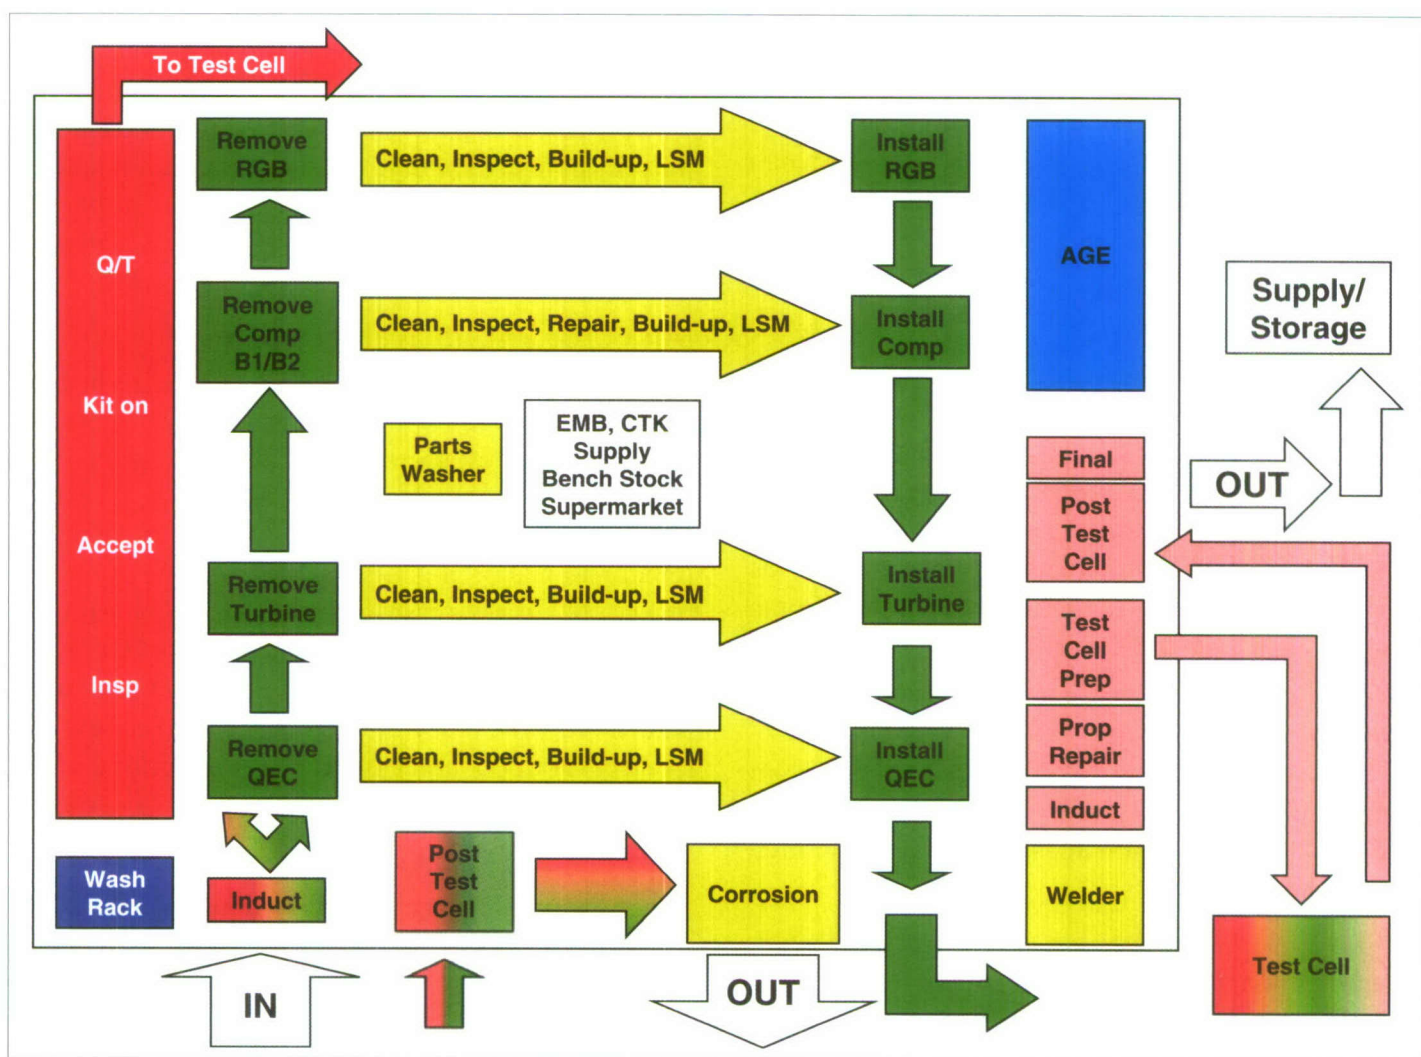 To Test Cell
Remove
RGB
Clean, Inspect, Build-up, LSM
Install
RGB
AGE
Q/T
Kit on
Accept
Insp
Remove
Comp
B1/B2
Clean, Inspect, Repair, Build-up, LSM
Install
Comp
Supply/
Storage
Parts
Washer
EMB, CTK
Supply
Bench Stock
Supermarket
Final
Post
Test
Cell
OUT
Remove
Turbine
Clean, Inspect, Build-up, LSM
Install
Turbine
Test
Cell
Prep
Remove
QEC
Clean, Inspect, Build-up, LSM
Install
QEC
Prop
Repair
Induct
Wash
Rack
Induct
Post
Test
Cell
Corrosion
Welder
Test Cell
IN
OUT